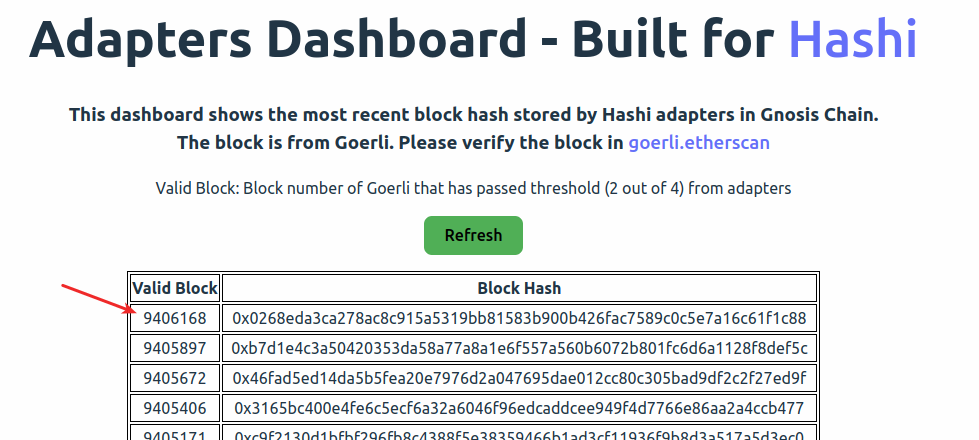 Adapters Dashboard - Built for Hashi
This dashboard shows the most recent block hash stored by Hashi adapters in Gnosis Chain.
The block is from Goerli. Please verify the block in goerli.etherscan
Valid Block: Block number of Goerli that has passed threshold (2 out of 4) from adapters
Refresh
Valid Block Block Hash
9406168 0x0268eda3ca278ac8c915a5319bb81583b900b426fac7589c0c5e7a16c61f1c88
9405897 0xb7d1e4c3a50420353da58a77a8a1e6f557a560b6072b801fc6d6a1128f8def5c
9405672 0x46fad5ed14da5b5fea20e7976d2a047695dae012cc80c305bad9df2c2f27ed9f
9405406 0x3165bc400e4fe6c5ecf6a32a6046f96edcaddcee949f4d7766e86aa2a4ccb477
9405171 0xc9f2130d1bfbf296fb8c4388f5e38359466b1ad3cf11936f9b8d3a517a5d3ec0